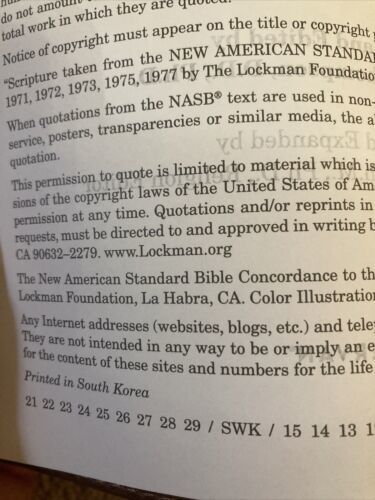 do not amount
total work in which they are quoted.
Notice of copyright must appear on the title or copyright
"Scripture taken from the NEW AMERICAN STANDA
1971, 1972, 1973, 1975, 1977 by The Lockman Foundatio
When quotations from the NASB® text are used in non-
service, posters, transparencies or similar media, the a
quotation.
This permission to quote is limited to material which is
sions of the copyright laws of the United States of Am
permission at any time. Quotations and/or reprints in
requests, must be directed to and approved in writing b
CA 90632–2279. www.Lockman.org
The New American Standard Bible Concordance to th
Lockman Foundation, La Habra, CA. Color Illustration
Any Internet addresses (websites, blogs, etc.) and tele
They are not intended in any way to be or imply an e
for the content of these sites and numbers for the life
Printed in South Korea
21 22 23 24 25 26 27 28 29 / SWK / 15 14 13 1